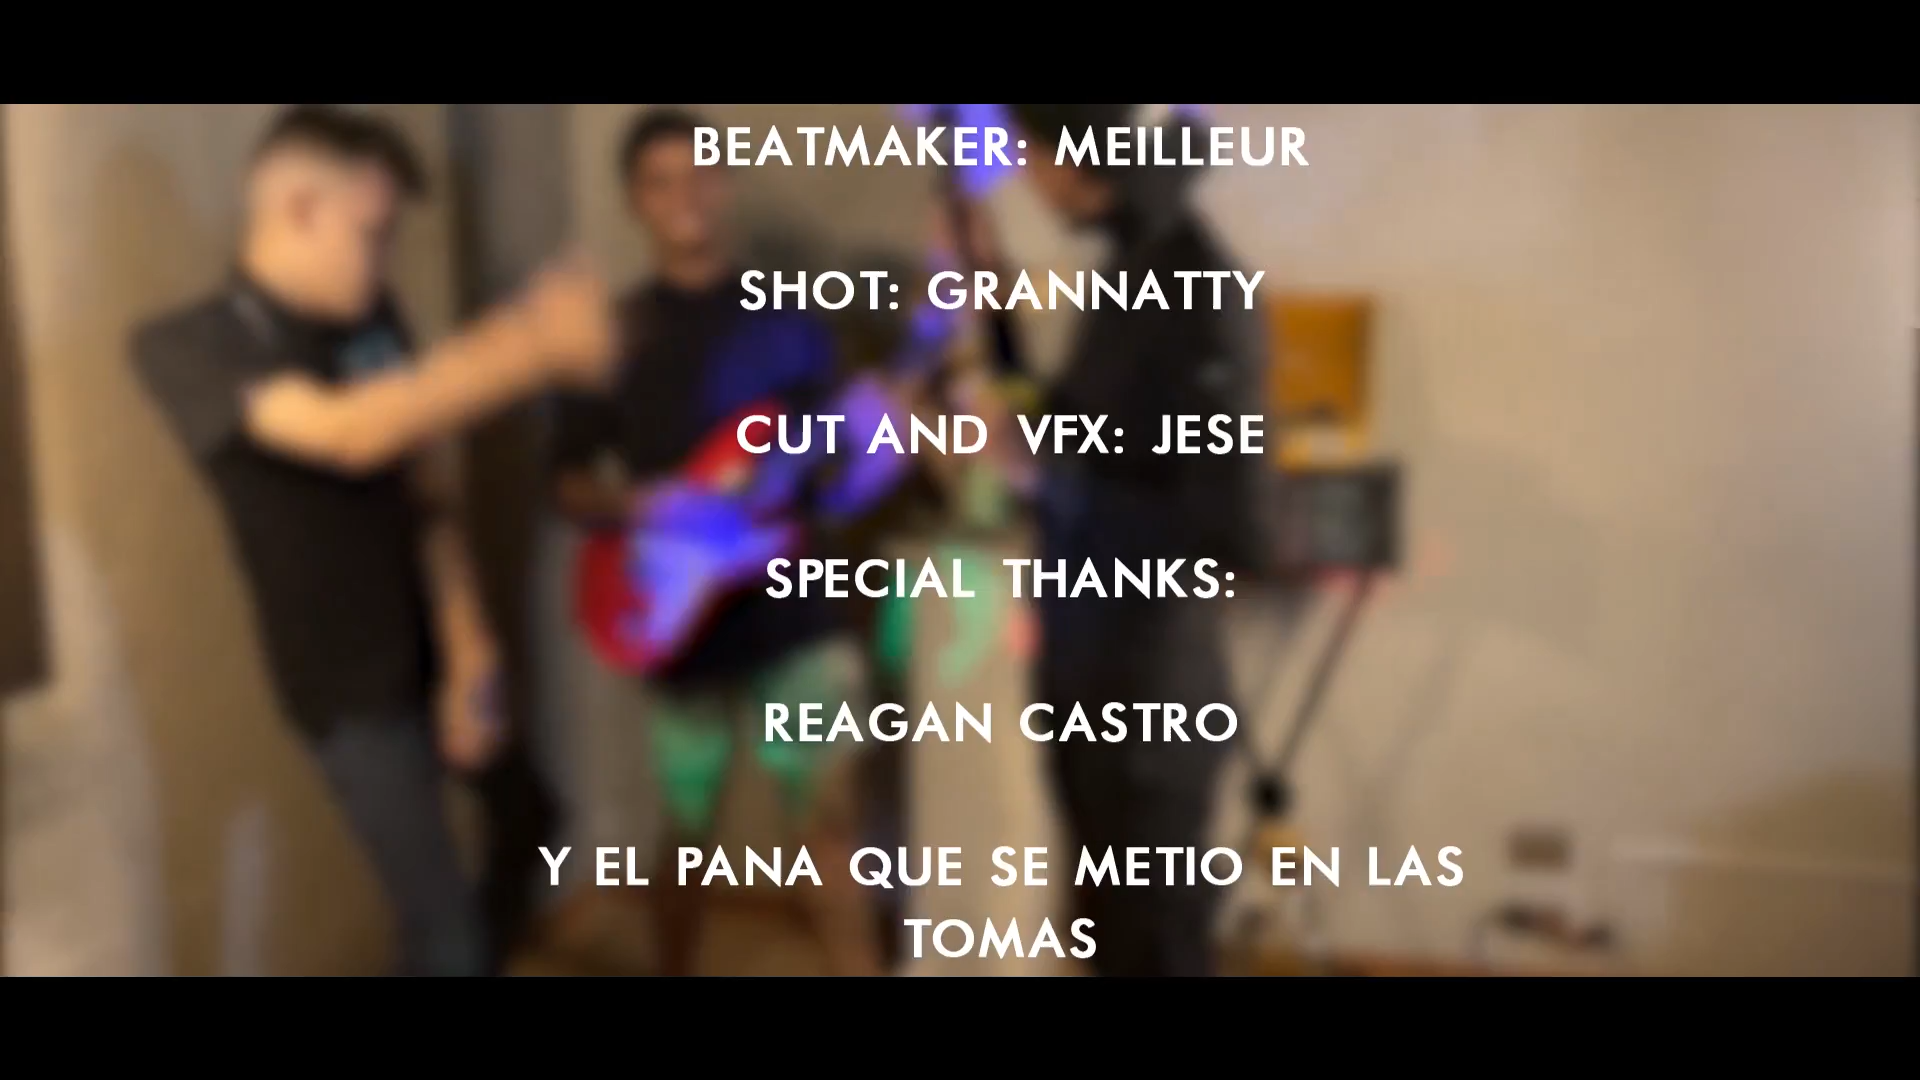 BEATMAKER: MEILLEUR
SHOT: GRANNATTY
CUT AND VFX: JESE
SPECIAL THANKS:
REAGAN CASTRO
Y EL PANA QUE SE METIO EN LAS
TOMAS